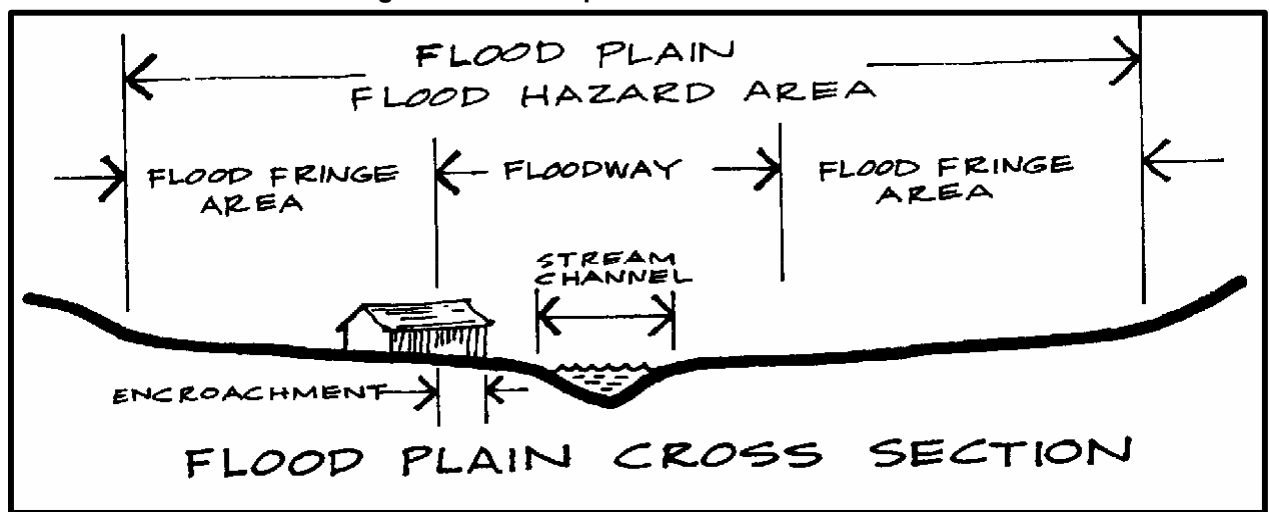 FLOOD PLAIN
FLOOD HAZARD AREA
FLOOD FRINGE
AREA
FLOODWAY
FLOOD FRINGE
AREA
STREAM
CHANNEL
ENCROACHMENT
FLOOD PLAIN CROSS SECTION